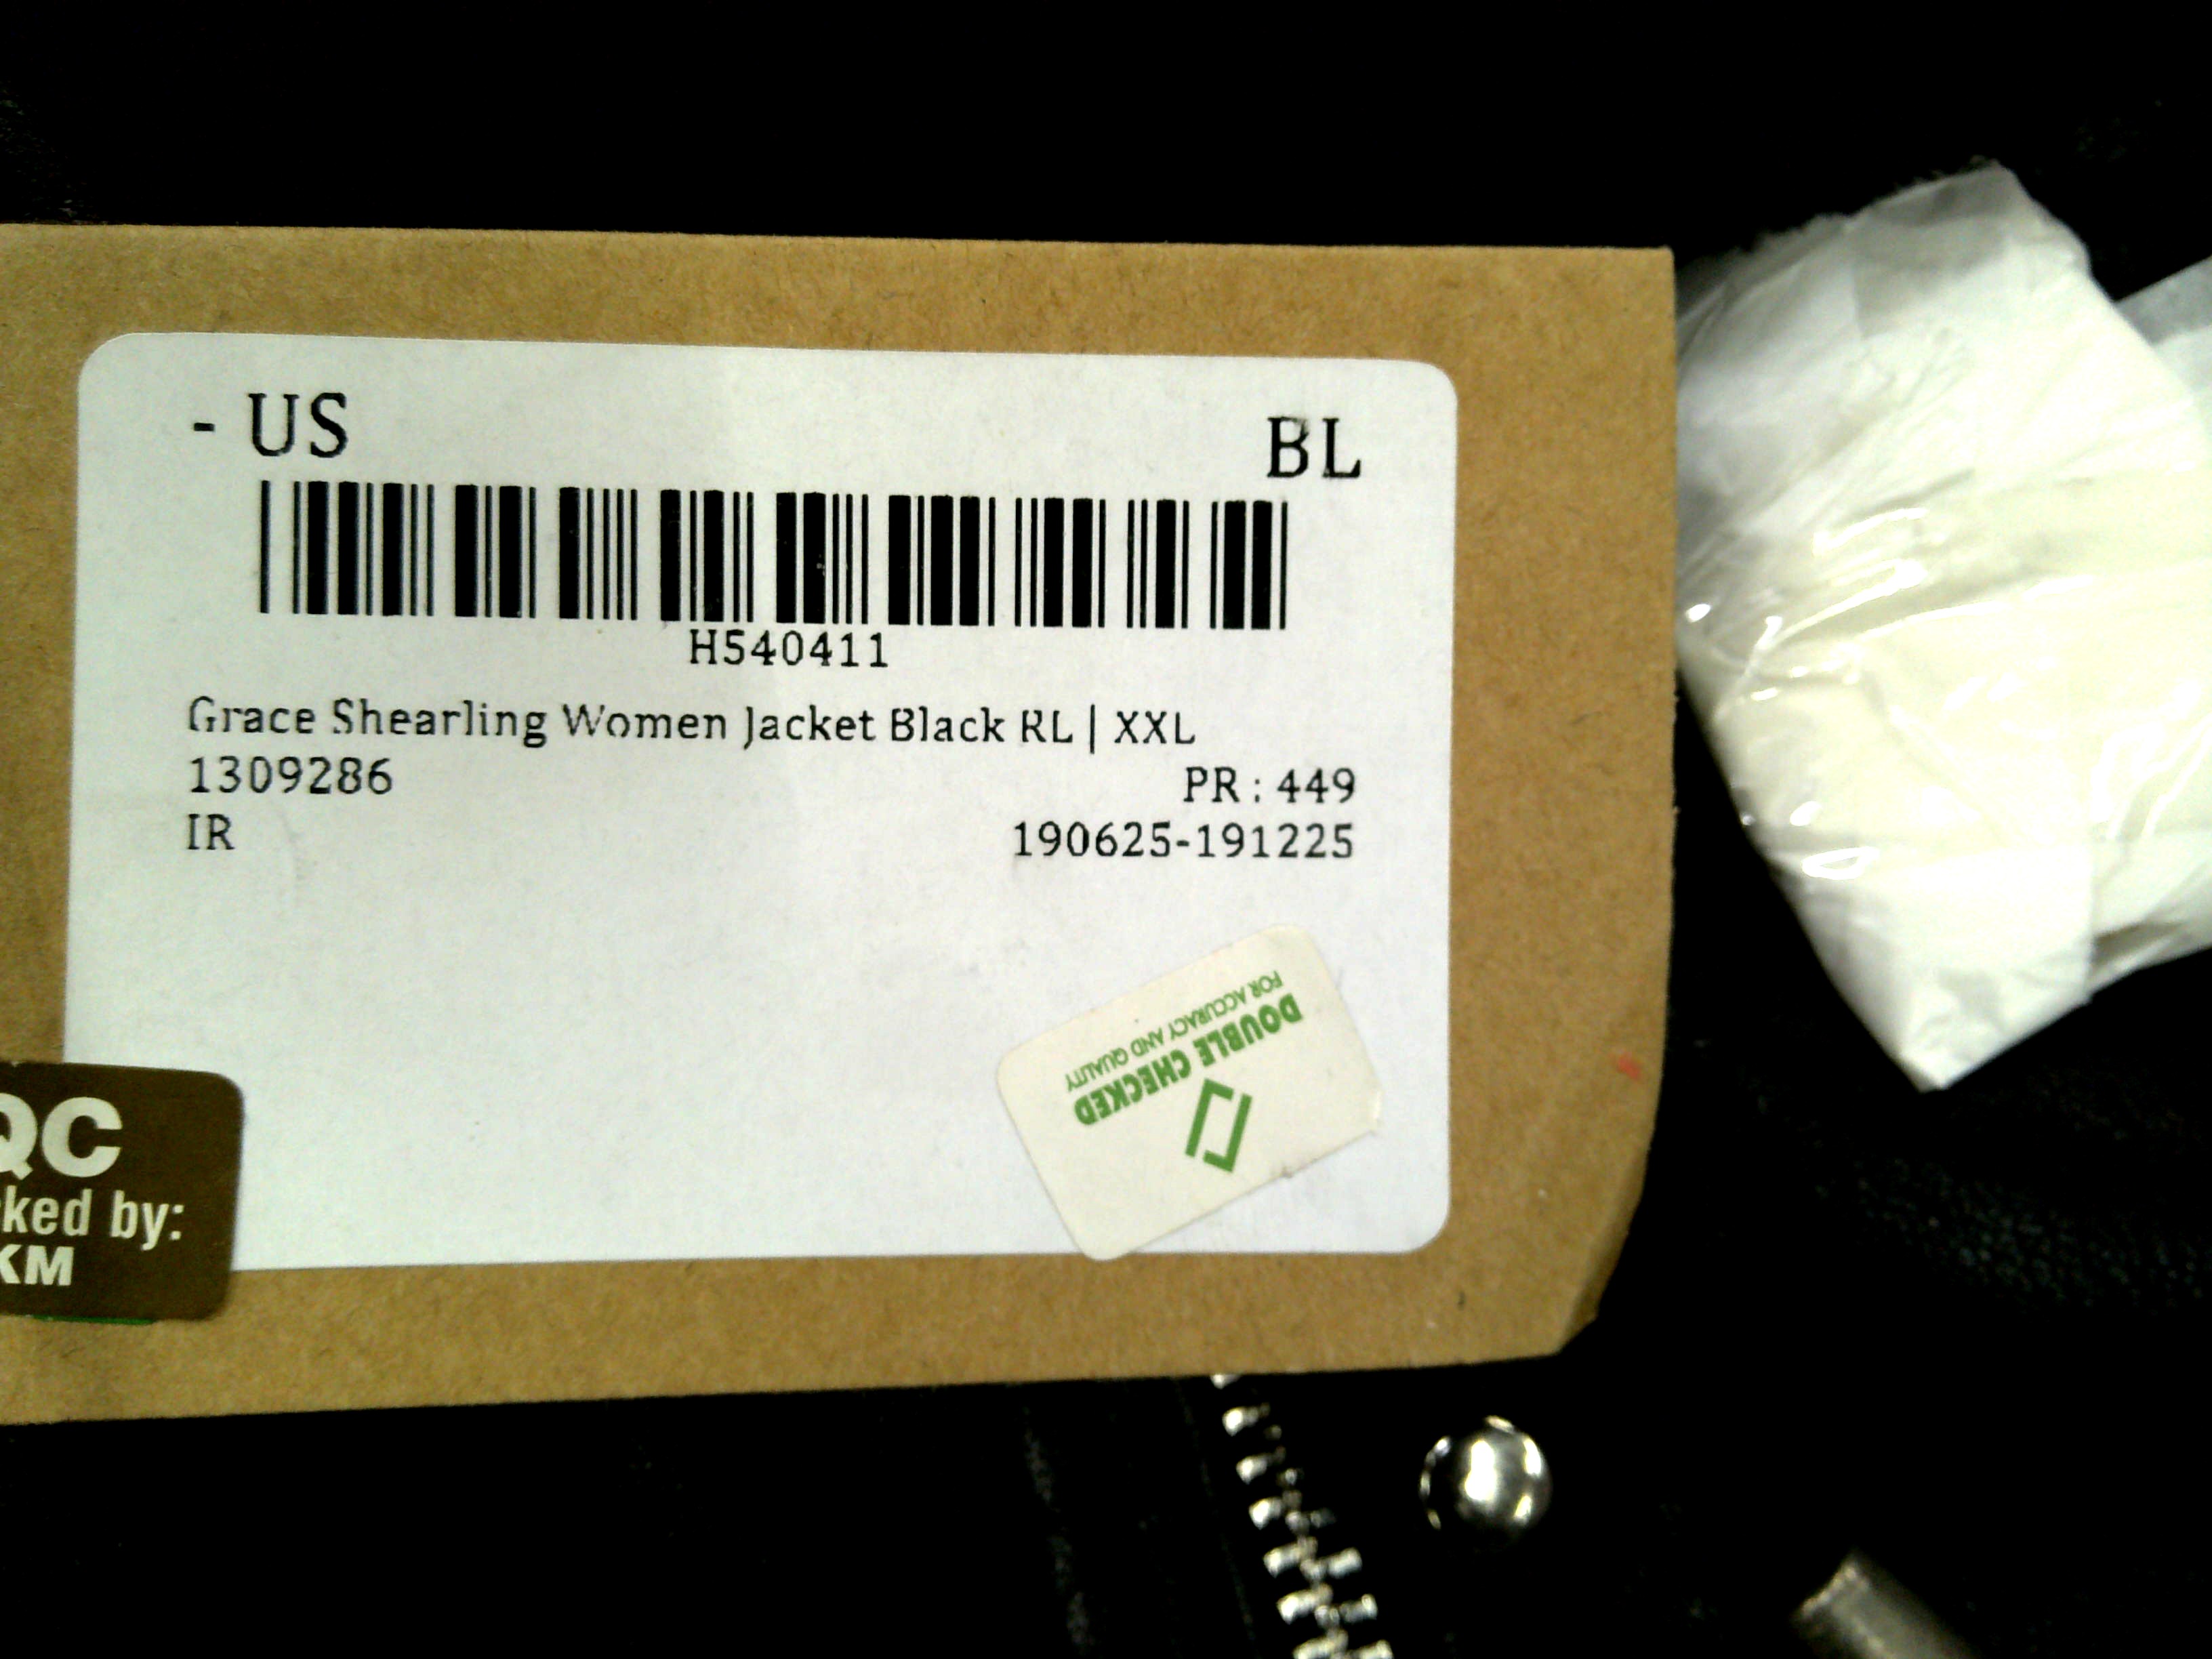 - US BL
H540411
Grace Shearling Women Jacket Black RL | XXL
1309286 PR : 449
IR 190625-191225
DOUBLE CHECKED
FOR ACCURACY AND QUALITY
QC
ked by:
KM